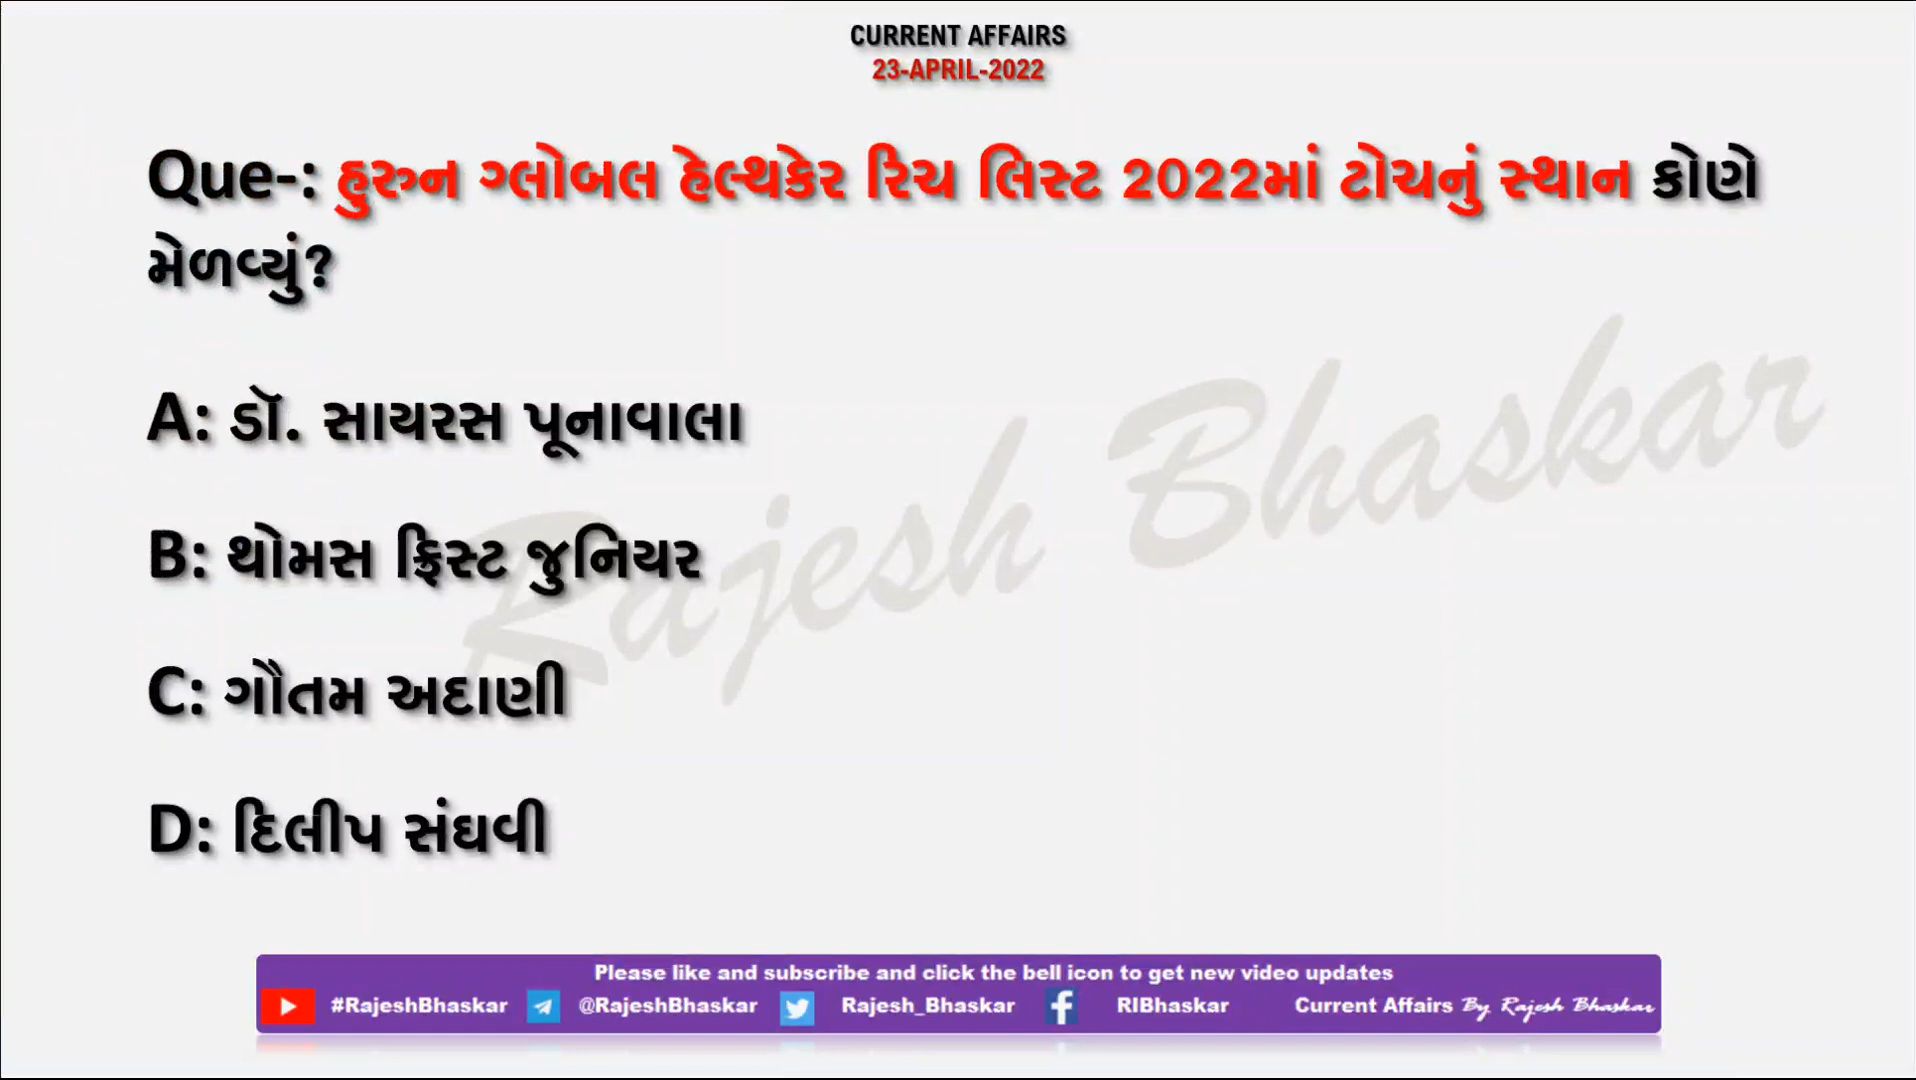 CURRENT AFFAIRS
23-APRIL-2022
Que-: હુરુન ગ્લોબલ હેલ્થકેર રિચ લિસ્ટ 2022માં ટોચનું સ્થાન કોણે
મેળવ્યું?
A: ડૉ. સાયરસ પૂનાવાલા
B: થોમસ ફ્રિસ્ટ જુનિયર
C: ગૌતમ અદાણી
D: દિલીપ સંઘવી
Rajesh Bhaskar
Please like and subscribe and click the bell icon to get new video updates
#RajeshBhaskar @RajeshBhaskar Rajesh_Bhaskar RIBhaskar Current Affairs By Rajesh Bhaskar